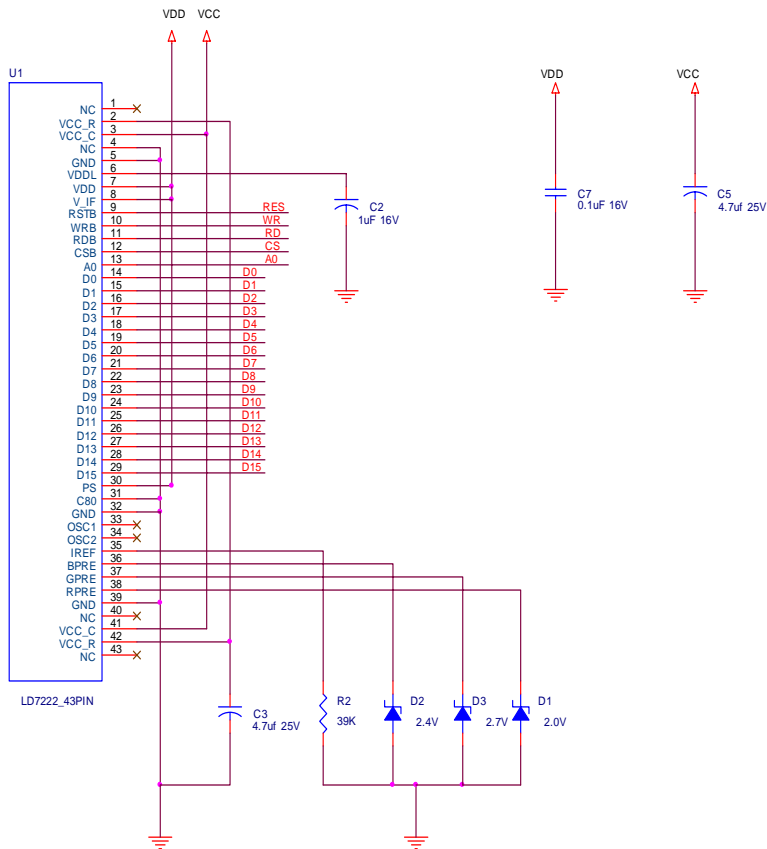 VDD VCC
U1
NC 1
VCC_R 2
VCC_C 3
NC 4
GND 5
VDDL 6
VDD 7
V_IF 8
RSTB 9 RES
WRB 10 WR
RDB 11 RD
CSB 12 CS
A0 13 A0
D0 14 D0
D1 15 D1
D2 16 D2
D3 17 D3
D4 18 D4
D5 19 D5
D6 20 D6
D7 21 D7
D8 22 D8
D9 23 D9
D10 24 D10
D11 25 D11
D12 26 D12
D13 27 D13
D14 28 D14
D15 29 D15
PS 30
C80 31
GND 32
OSC1 33
OSC2 34
IREF 35
BPRE 36
GPRE 37
RPRE 38
GND 39
NC 40
VCC_C 41
VCC_R 42
NC 43
LD7222_43PIN
C2
1uF 16V
VDD
C7
0.1uF 16V
VCC
C5
4.7uf 25V
C3
4.7uf 25V
R2
39K
D2
2.4V
D3
2.7V
D1
2.0V